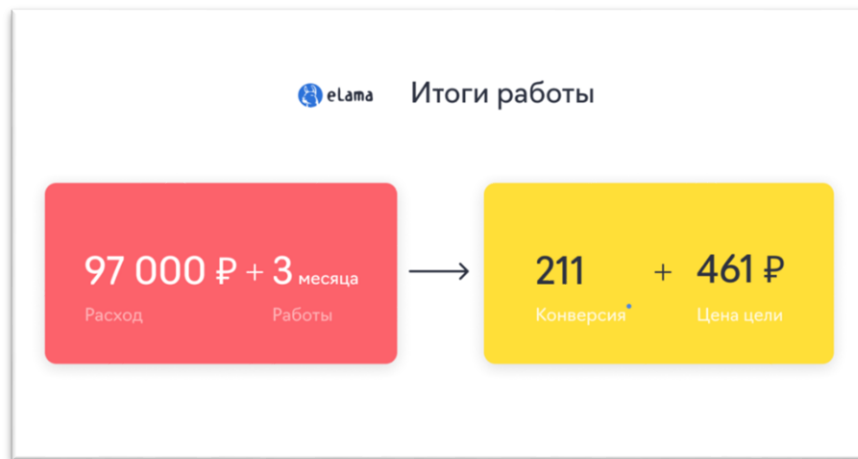 eLama Итоги работы
97 000 ₽ + 3 месяца → 211 + 461 ₽
Расход Работы Конверсия Цена цели